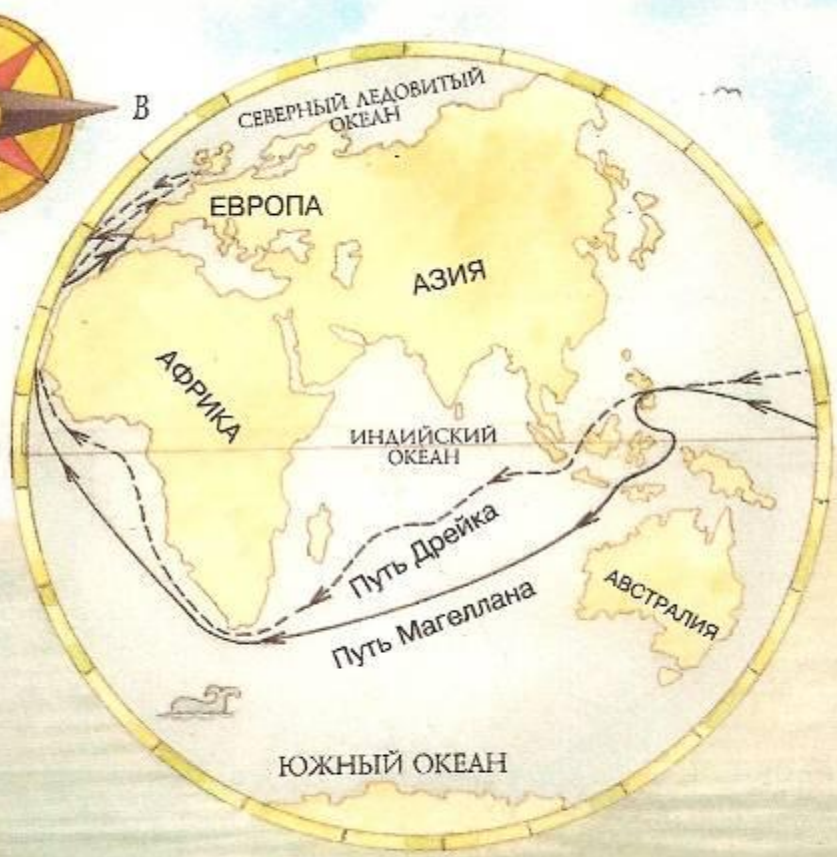 В
СЕВЕРНЫЙ ЛЕДОВИТЫЙ
ОКЕАН
ЕВРОПА
АЗИЯ
АФРИКА
ИНДИЙСКИЙ
ОКЕАН
Путь Дрейка
Путь Магеллана
АВСТРАЛИЯ
ЮЖНЫЙ ОКЕАН